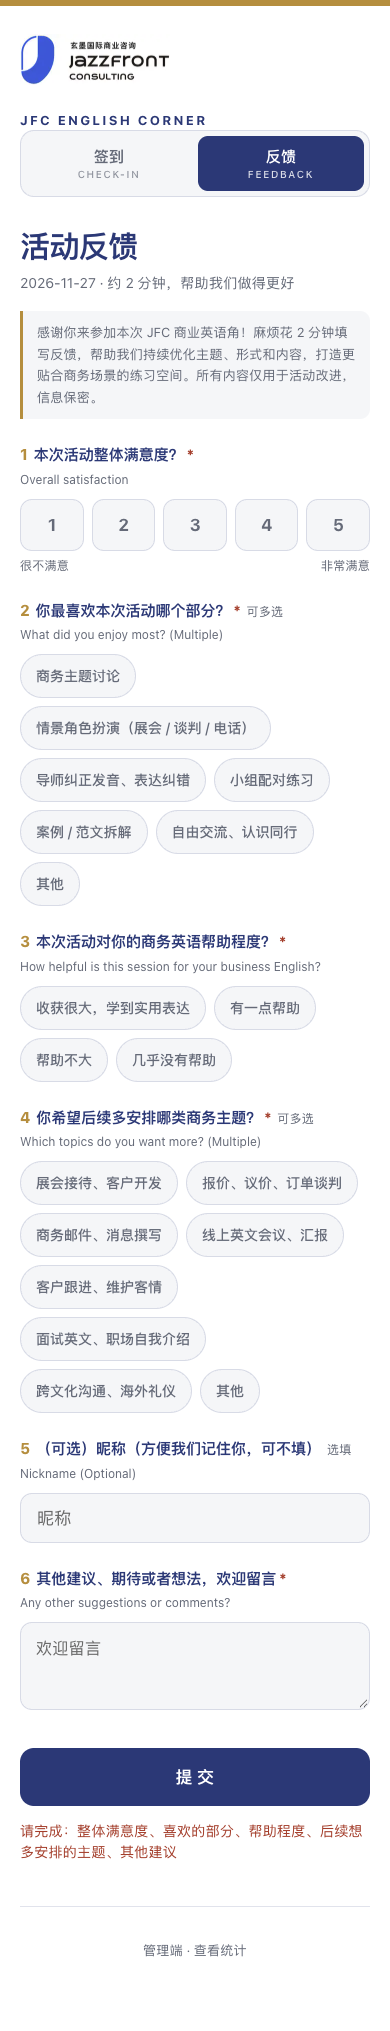 玄墨国际商业咨询
JAZZFRONT
CONSULTING
JFC ENGLISH CORNER
签到
CHECK-IN
反馈
FEEDBACK
活动反馈
2026-11-27 · 约 2 分钟，帮助我们做得更好
感谢你来参加本次 JFC 商业英语角！麻烦花 2 分钟填
写反馈，帮助我们持续优化主题、形式和内容，打造更
贴合商务场景的练习空间。所有内容仅用于活动改进，
信息保密。
1 本次活动整体满意度？ *
Overall satisfaction
1 2 3 4 5
很不满意 非常满意
2 你最喜欢本次活动哪个部分？ * 可多选
What did you enjoy most? (Multiple)
商务主题讨论
情景角色扮演（展会 / 谈判 / 电话）
导师纠正发音、表达纠错 小组配对练习
案例 / 范文拆解 自由交流、认识同行
其他
3 本次活动对你的商务英语帮助程度？ *
How helpful is this session for your business English?
收获很大，学到实用表达 有一点帮助
帮助不大 几乎没有帮助
4 你希望后续多安排哪类商务主题？ * 可多选
Which topics do you want more? (Multiple)
展会接待、客户开发 报价、议价、订单谈判
商务邮件、消息撰写 线上英文会议、汇报
客户跟进、维护客情
面试英文、职场自我介绍
跨文化沟通、海外礼仪 其他
5 （可选）昵称（方便我们记住你，可不填） 选填
Nickname (Optional)
昵称
6 其他建议、期待或者想法，欢迎留言 *
Any other suggestions or comments?
欢迎留言
提 交
请完成：整体满意度、喜欢的部分、帮助程度、后续想
多安排的主题、其他建议
管理端 · 查看统计